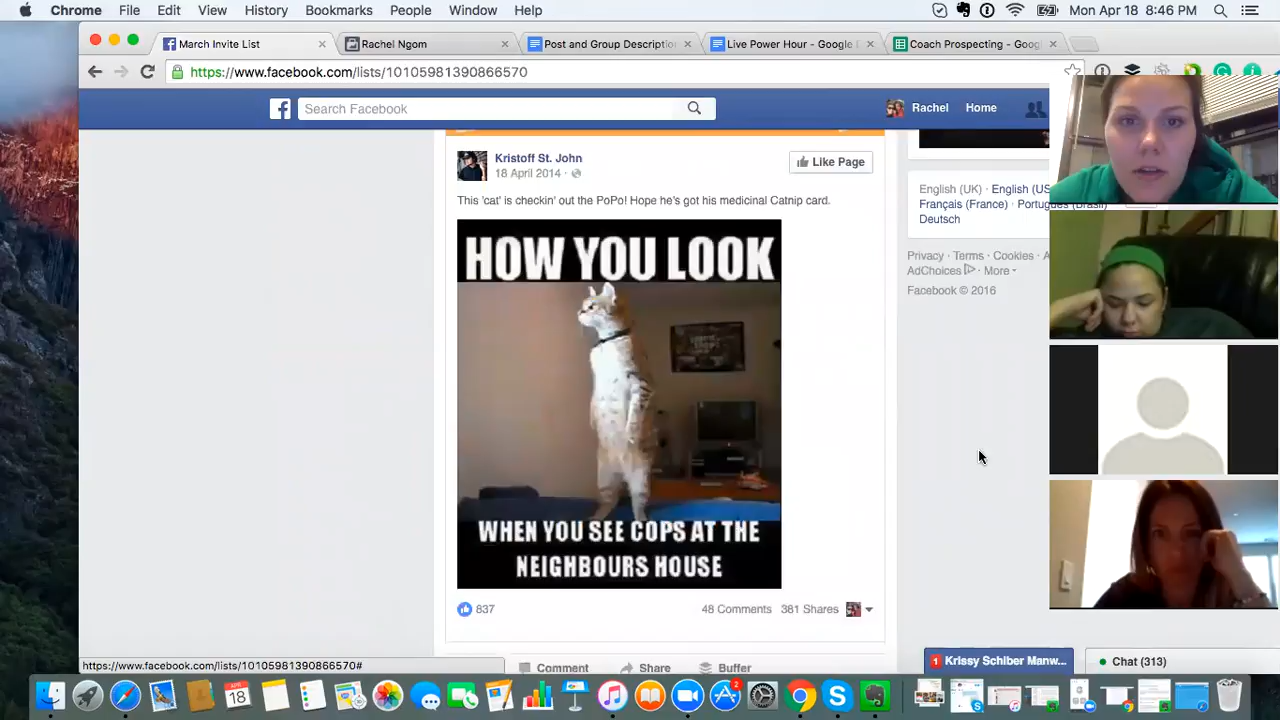 Chrome File Edit View History Bookmarks People Window Help Mon Apr 18 8:46 PM
March Invite List Rachel Ngom Post and Group Descriptio Live Power Hour - Google D Coach Prospecting - Goog
https://www.facebook.com/lists/10105981390866570
Search Facebook Rachel Home
Kristoff St. John Like Page
18 April 2014
This 'cat' is checkin' out the PoPo! Hope he's got his medicinal Catnip card.
HOW YOU LOOK
WHEN YOU SEE COPS AT THE
NEIGHBOURS HOUSE
837 48 Comments 381 Shares
Comment Share Buffer
English (UK) · English (US
Français (France) · Português (Brasil)
Deutsch
Privacy · Terms · Cookies ·
AdChoices · More
Facebook © 2016
1 Krissy Schiber Manw... Chat (313)
https://www.facebook.com/lists/10105981390866570#
APR
18
2